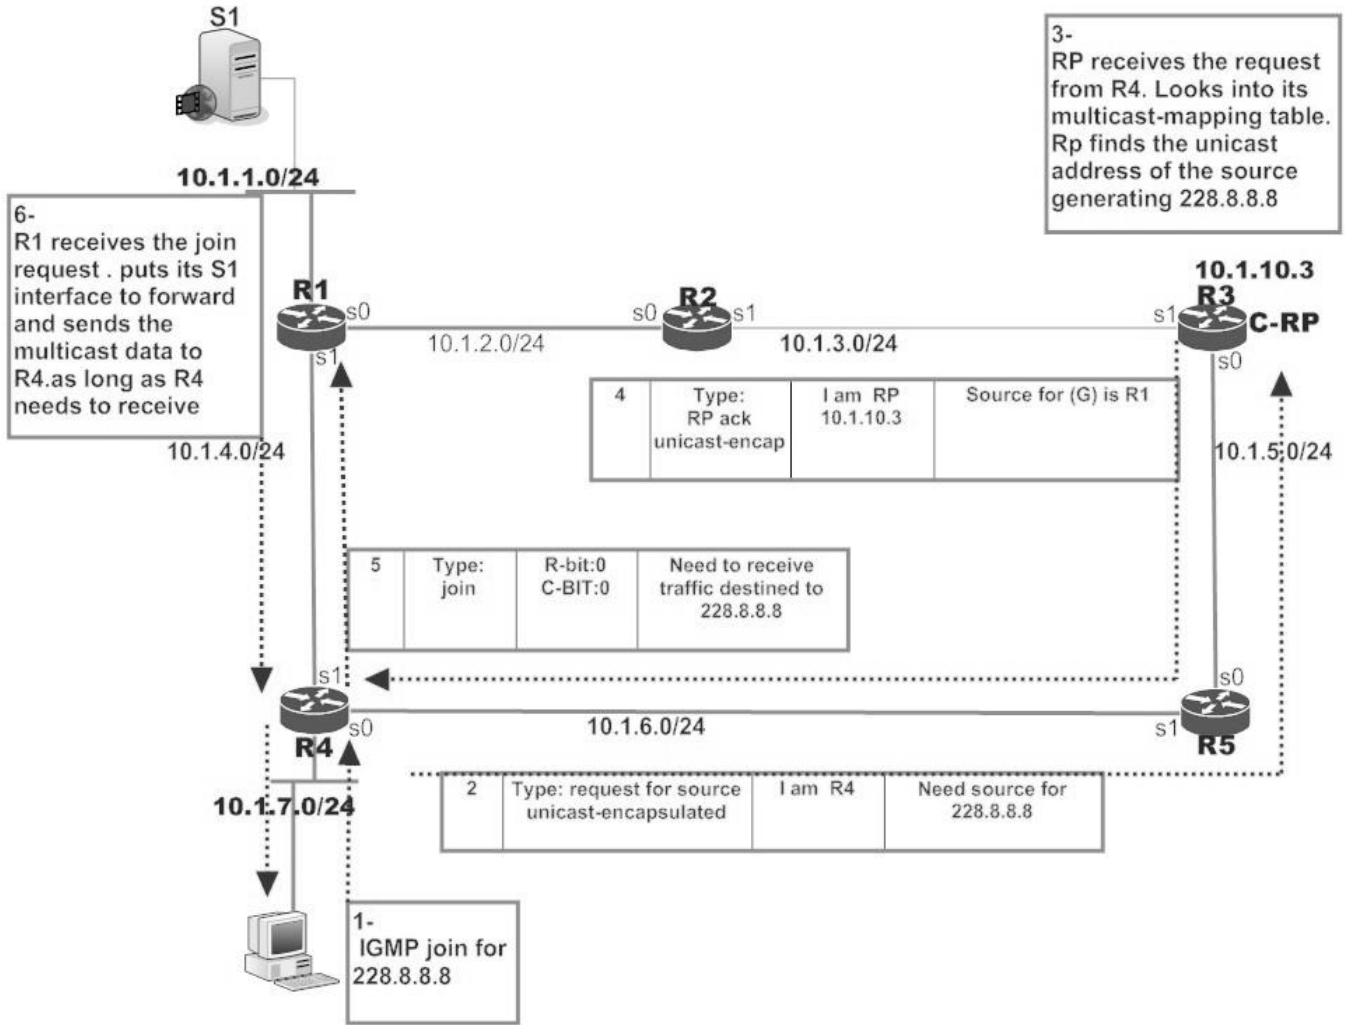 S1
3-
RP receives the request
from R4. Looks into its
multicast-mapping table.
Rp finds the unicast
address of the source
generating 228.8.8.8
10.1.1.0/24
6-
R1 receives the join
request . puts its S1
interface to forward
and sends the
multicast data to
R4.as long as R4
needs to receive
10.1.10.3
R1
R2
R3
s0
s0
s1
s1
C-RP
10.1.2.0/24
10.1.3.0/24
s1
s0
4
Type:
RP ack
unicast-encap
I am RP
10.1.10.3
Source for (G) is R1
10.1.4.0/24
10.1.5.0/24
5
Type:
join
R-bit:0
C-BIT:0
Need to receive
traffic destined to
228.8.8.8
s1
s0
s0
s1
10.1.6.0/24
R4
R5
10.1.7.0/24
2
Type: request for source
unicast-encapsulated
I am R4
Need source for
228.8.8.8
1-
IGMP join for
228.8.8.8